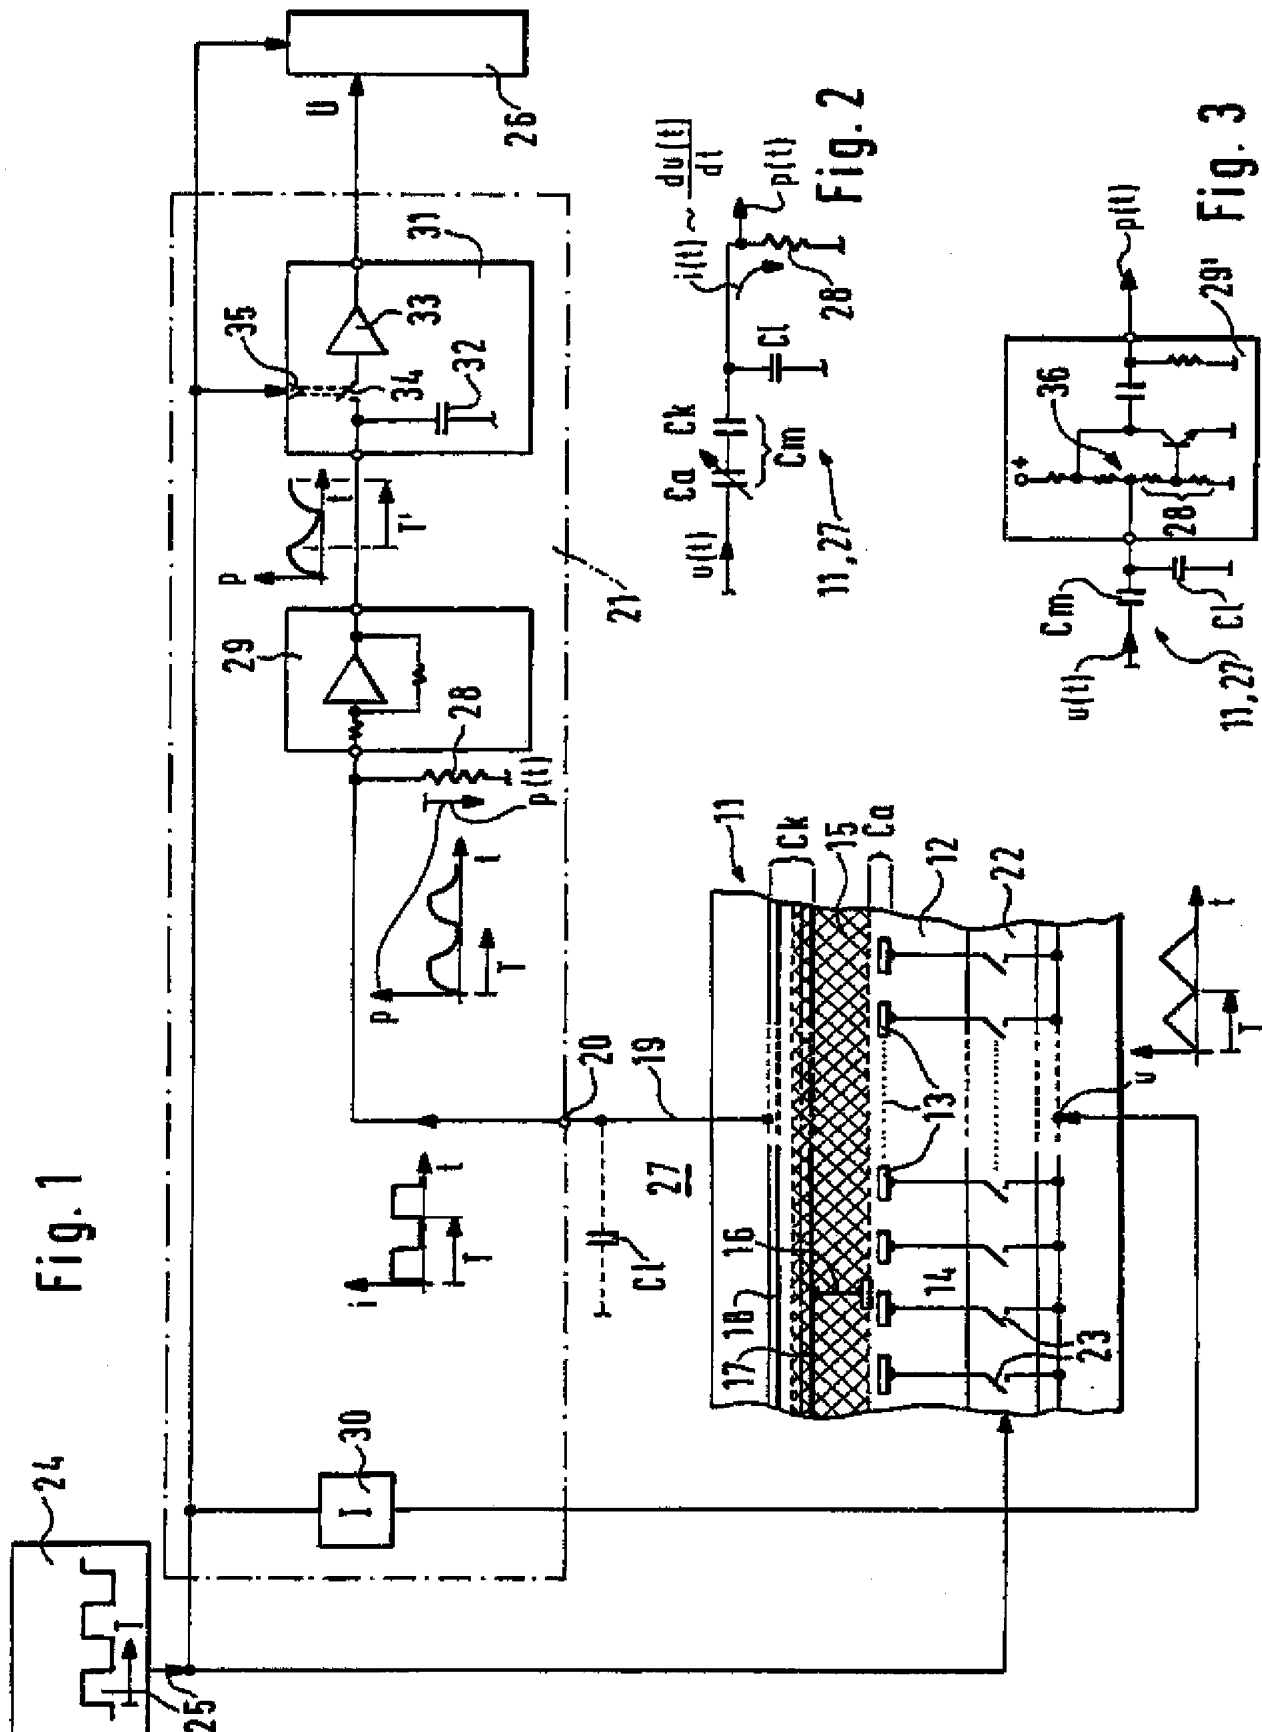 Fig. 1
24
25
T
I
30
i
t
T
Cl
20
19
27
p
t
T
p(t)
28
29
p
t
T'
21
31
32
33
34
35
U
26
11
Ck
15
Ca
12
22
16
18
17
13
14
23
u
t
T
Fig. 2
u(t)
Ca
Ck
Cm
Cl
i(t) ~ du(t)
dt
p(t)
28
11, 27
Fig. 3
u(t)
Cm
Cl
11, 27
+
36
28
29'
p(t)